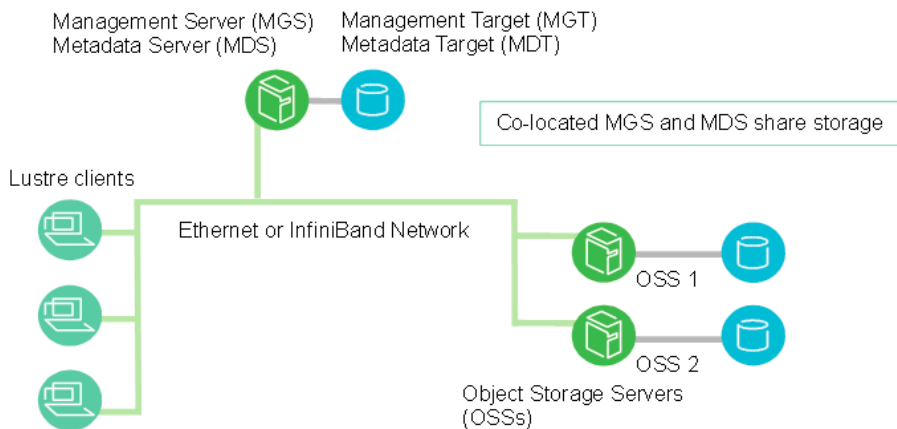 Management Server (MGS)
Metadata Server (MDS)
Management Target (MGT)
Metadata Target (MDT)
Co-located MGS and MDS share storage
Lustre clients
Ethernet or InfiniBand Network
OSS 1
OSS 2
Object Storage Servers
(OSSs)